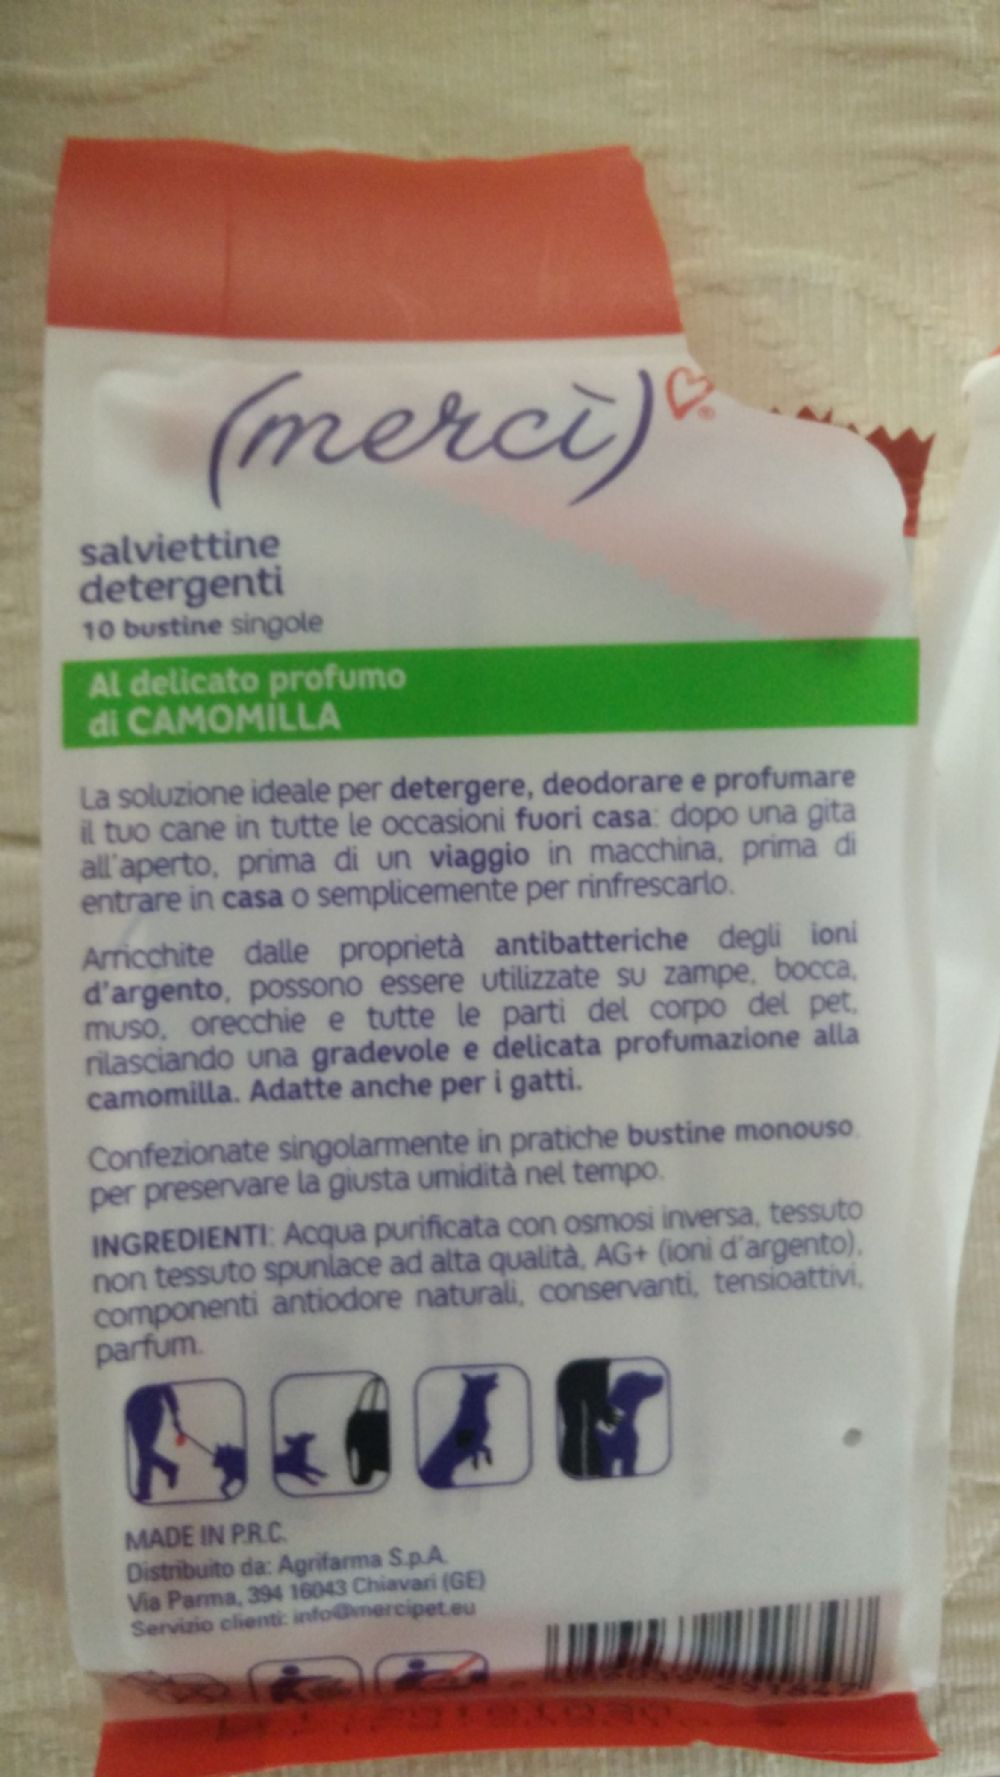 (mercì)
®
salviettine
detergenti
10 bustine singole
Al delicato profumo
di CAMOMILLA
La soluzione ideale per detergere, deodorare e profumare
il tuo cane in tutte le occasioni fuori casa: dopo una gita
all'aperto, prima di un viaggio in macchina, prima di
entrare in casa o semplicemente per rinfrescarlo.
Arricchite dalle proprietà antibatteriche degli ioni
d'argento, possono essere utilizzate su zampe, bocca,
muso, orecchie e tutte le parti del corpo del pet,
rilasciando una gradevole e delicata profumazione alla
camomilla. Adatte anche per i gatti.
Confezionate singolarmente in pratiche bustine monouso
per preservare la giusta umidità nel tempo.
INGREDIENTI: Acqua purificata con osmosi inversa, tessuto
non tessuto spunlace ad alta qualità, AG+ (ioni d'argento),
componenti antiodore naturali, conservanti, tensioattivi,
parfum.
MADE IN P.R.C.
Distribuito da: Agrifarma S.p.A.
Via Parma, 394 16043 Chiavari (GE)
Servizio clienti: info@mercipet.eu